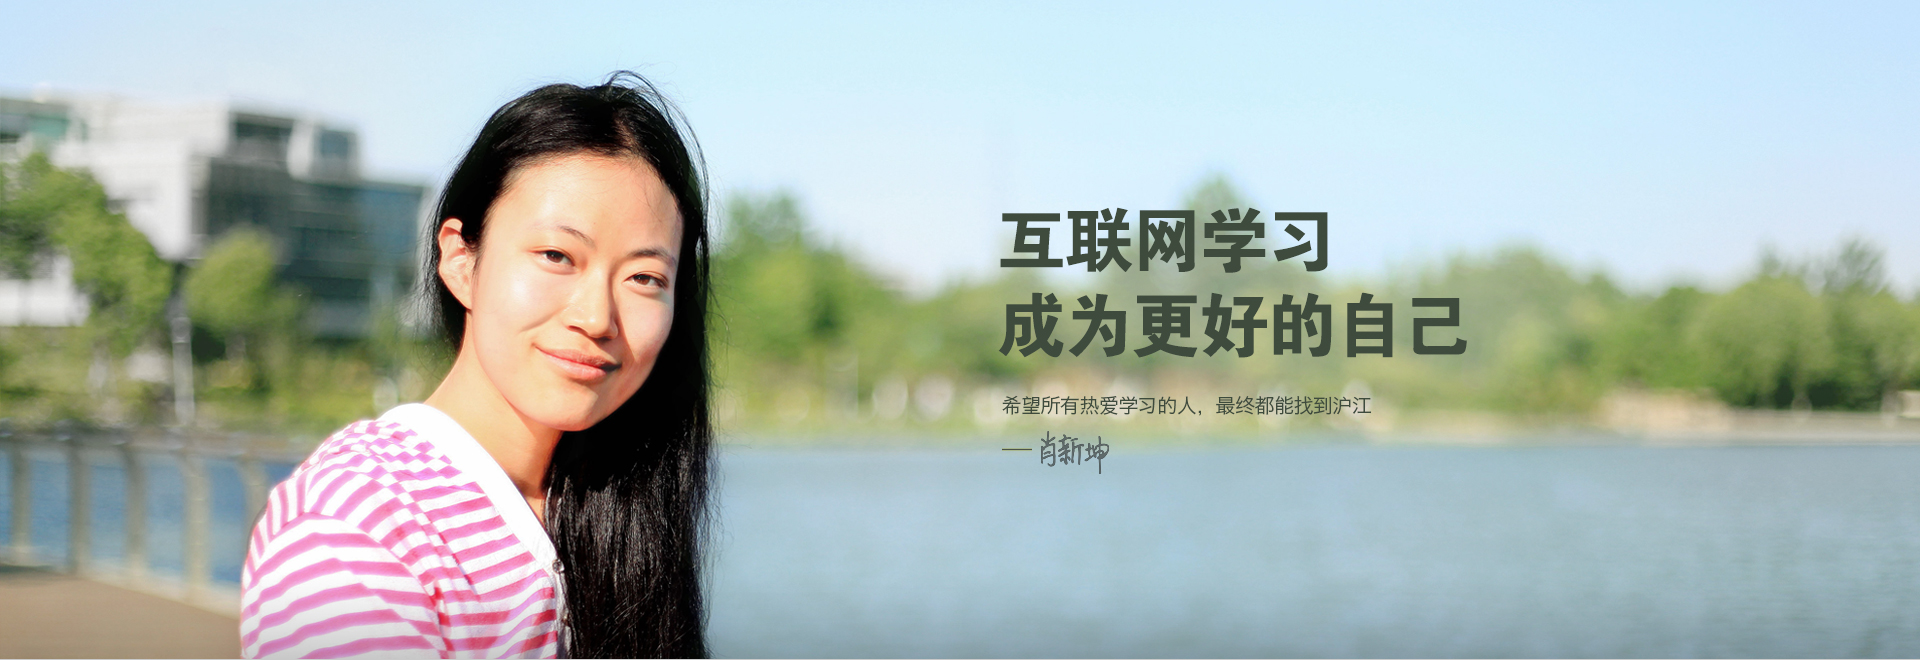 互联网学习
成为更好的自己
希望所有热爱学习的人，最终都能找到沪江
— 肖新坤